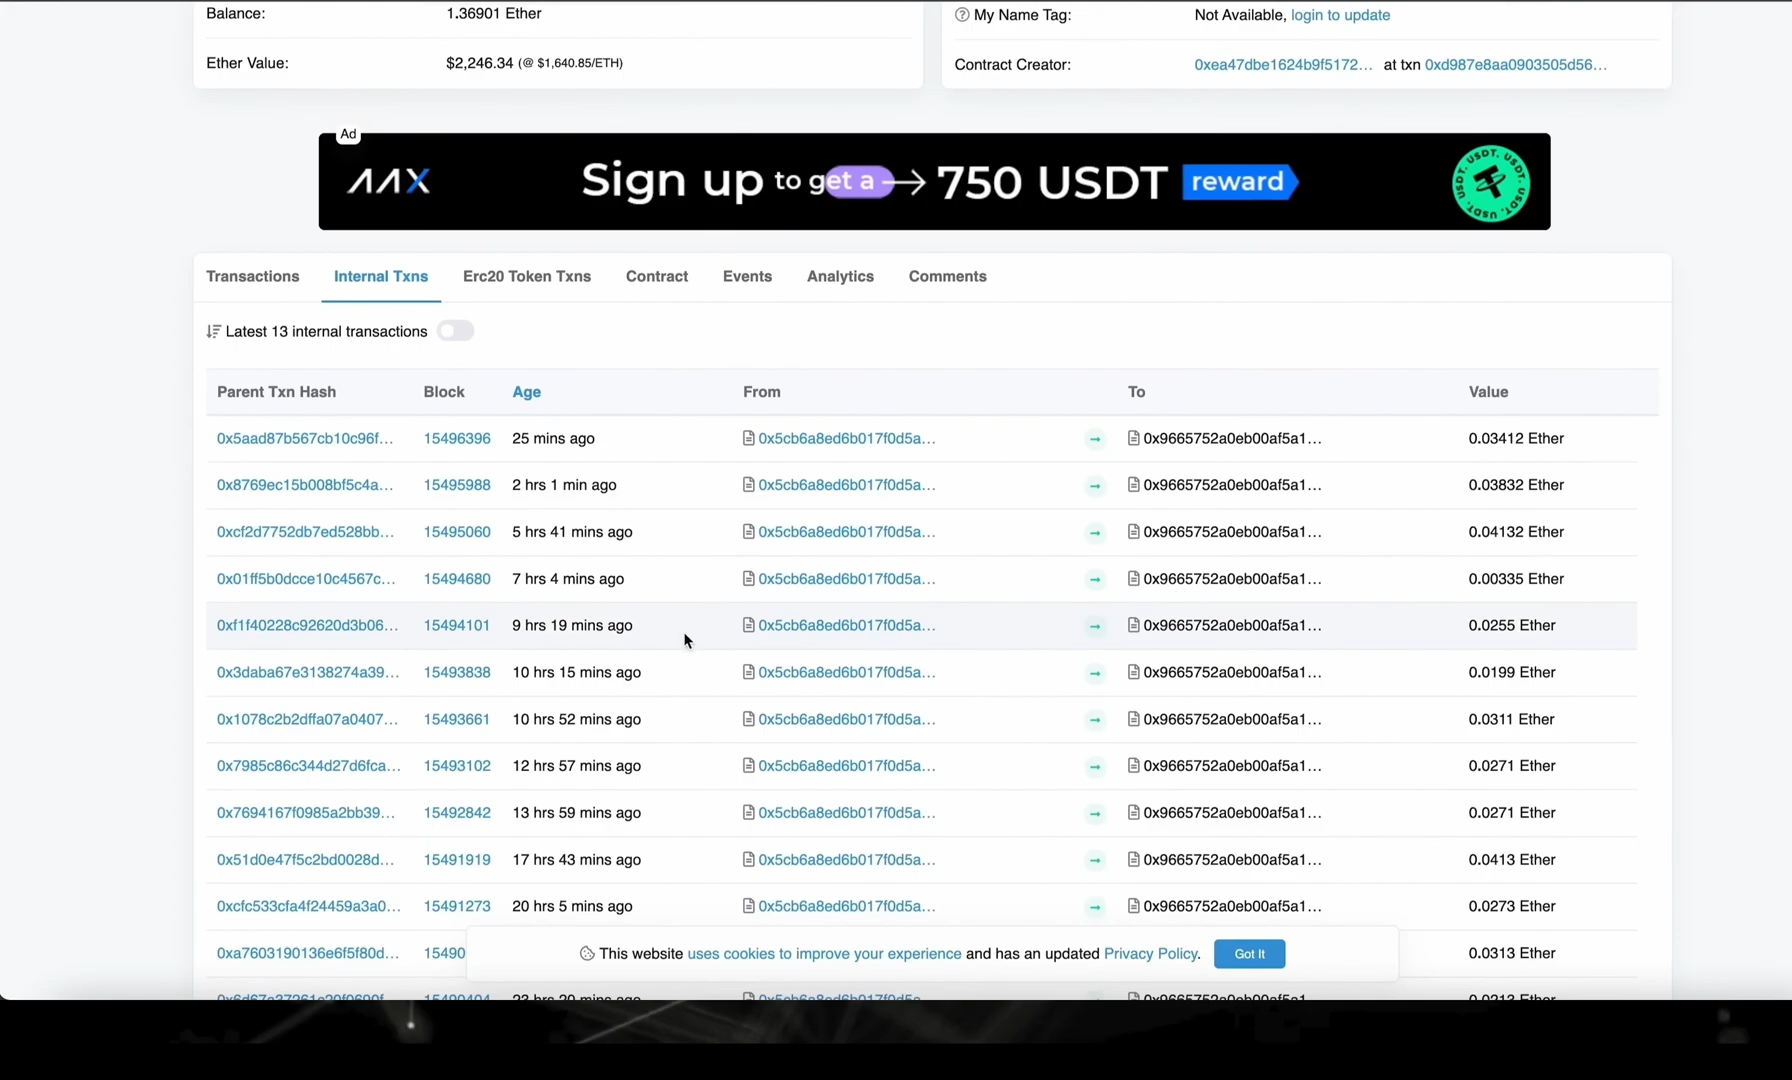 Balance: 1.36901 Ether
My Name Tag: Not Available, login to update
Ether Value: $2,246.34 (@ $1,640.85/ETH)
Contract Creator: 0xea47dbe1624b9f5172... at txn 0xd987e8aa0903505d56...
Ad
AAX Sign up to get a → 750 USDT reward
USDT. USDT. USDT. USDT.
Transactions Internal Txns Erc20 Token Txns Contract Events Analytics Comments
Latest 13 internal transactions
Parent Txn Hash Block Age From To Value
0x5aad87b567cb10c96f... 15496396 25 mins ago 0x5cb6a8ed6b017f0d5a... 0x9665752a0eb00af5a1... 0.03412 Ether
0x8769ec15b008bf5c4a... 15495988 2 hrs 1 min ago 0x5cb6a8ed6b017f0d5a... 0x9665752a0eb00af5a1... 0.03832 Ether
0xcf2d7752db7ed528bb... 15495060 5 hrs 41 mins ago 0x5cb6a8ed6b017f0d5a... 0x9665752a0eb00af5a1... 0.04132 Ether
0x01ff5b0dcce10c4567c... 15494680 7 hrs 4 mins ago 0x5cb6a8ed6b017f0d5a... 0x9665752a0eb00af5a1... 0.00335 Ether
0xf1f40228c92620d3b06... 15494101 9 hrs 19 mins ago 0x5cb6a8ed6b017f0d5a... 0x9665752a0eb00af5a1... 0.0255 Ether
0x3daba67e3138274a39... 15493838 10 hrs 15 mins ago 0x5cb6a8ed6b017f0d5a... 0x9665752a0eb00af5a1... 0.0199 Ether
0x1078c2b2dffa07a0407... 15493661 10 hrs 52 mins ago 0x5cb6a8ed6b017f0d5a... 0x9665752a0eb00af5a1... 0.0311 Ether
0x7985c86c344d27d6fca... 15493102 12 hrs 57 mins ago 0x5cb6a8ed6b017f0d5a... 0x9665752a0eb00af5a1... 0.0271 Ether
0x7694167f0985a2bb39... 15492842 13 hrs 59 mins ago 0x5cb6a8ed6b017f0d5a... 0x9665752a0eb00af5a1... 0.0271 Ether
0x51d0e47f5c2bd0028d... 15491919 17 hrs 43 mins ago 0x5cb6a8ed6b017f0d5a... 0x9665752a0eb00af5a1... 0.0413 Ether
0xcfc533cfa4f24459a3a0... 15491273 20 hrs 5 mins ago 0x5cb6a8ed6b017f0d5a... 0x9665752a0eb00af5a1... 0.0273 Ether
0xa7603190136e6f5f80d... 15490 0.0313 Ether
This website uses cookies to improve your experience and has an updated Privacy Policy. Got It